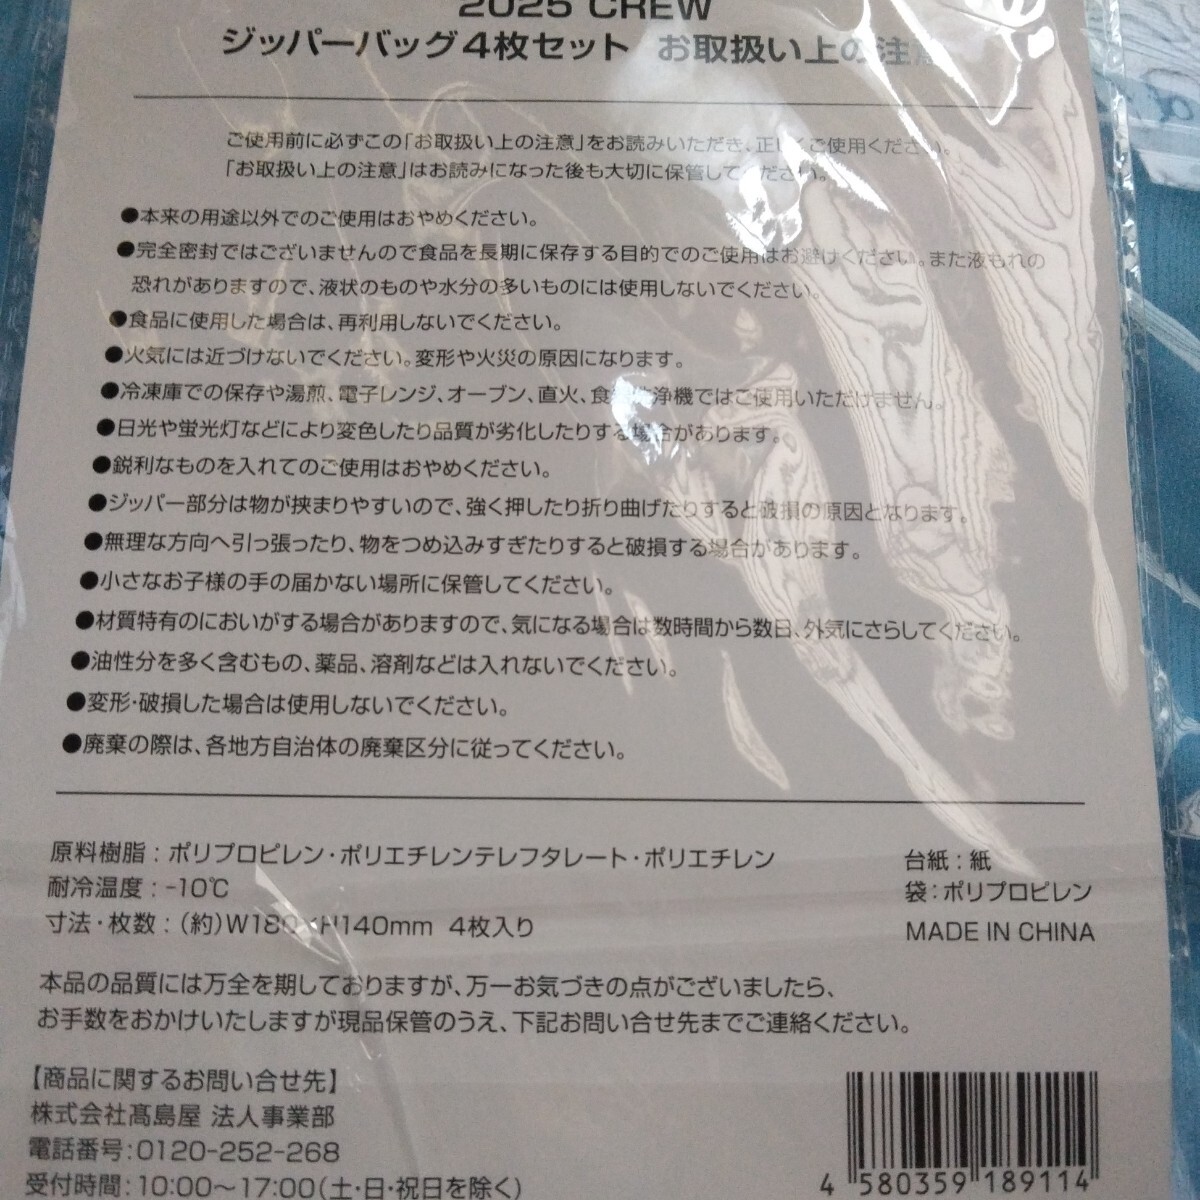 2025 CREW
ジッパーバッグ4枚セット お取扱い上の注意
ご使用前に必ずこの「お取扱い上の注意」をお読みいただき、正しくご使用ください。
「お取扱い上の注意」はお読みになった後も大切に保管してください。
●本来の用途以外でのご使用はおやめください。
●完全密封ではございませんので食品を長期に保存する目的でのご使用はお避けください。また液もれの
恐れがありますので、液状のものや水分の多いものには使用しないでください。
●食品に使用した場合は、再利用しないでください。
●火気には近づけないでください。変形や火災の原因になります。
●冷凍庫での保存や湯煎、電子レンジ、オーブン、直火、食器洗浄機ではご使用いただけません。
●日光や蛍光灯などにより変色したり品質が劣化したりする場合があります。
●鋭利なものを入れてのご使用はおやめください。
●ジッパー部分は物が挟まりやすいので、強く押したり折り曲げたりすると破損の原因となります。
●無理な方向へ引っ張ったり、物をつめ込みすぎたりすると破損する場合があります。
●小さなお子様の手の届かない場所に保管してください。
●材質特有のにおいがする場合がありますので、気になる場合は数時間から数日、外気にさらしてください。
●油性分を多く含むもの、薬品、溶剤などは入れないでください。
●変形・破損した場合は使用しないでください。
●廃棄の際は、各地方自治体の廃棄区分に従ってください。
原料樹脂：ポリプロピレン・ポリエチレンテレフタレート・ポリエチレン
耐冷温度：-10℃
寸法・枚数：(約)W180×H140mm 4枚入り
台紙：紙
袋：ポリプロピレン
MADE IN CHINA
本品の品質には万全を期しておりますが、万一お気づきの点がございましたら、
お手数をおかけいたしますが現品保管のうえ、下記お問い合せ先までご連絡ください。
【商品に関するお問い合せ先】
株式会社髙島屋 法人事業部
電話番号：0120-252-268
受付時間：10:00～17:00(土・日・祝日を除く)
4 580359 189114